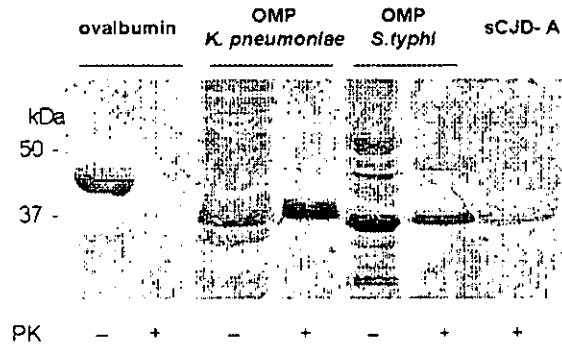 ovalbumin
OMP
K. pneumoniae
OMP
S.typhi
sCJD- A
kDa
50 -
37 -
PK - + - + - + +